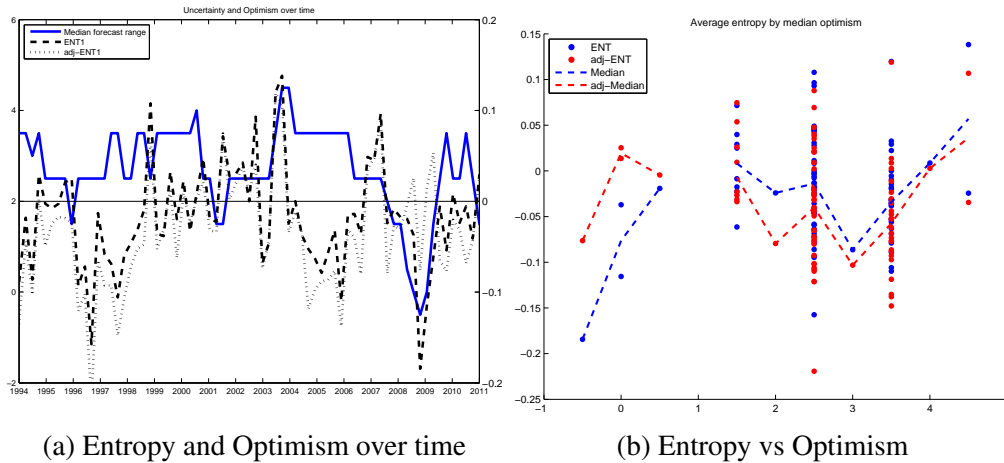 Uncertainty and Optimism over time
Median forecast range
ENT1
adj−ENT1
6
4
2
0
−2
0.2
0.1
0.0
−0.1
−0.2
1994 1995 1996 1997 1998 1999 2000 2001 2002 2003 2004 2005 2006 2007 2008 2009 2010 2011
(a) Entropy and Optimism over time
Average entropy by median optimism
ENT
adj−ENT
Median
adj−Median
0.15
0.1
0.05
0
−0.05
−0.1
−0.15
−0.2
−0.25
−1 0 1 2 3 4
(b) Entropy vs Optimism